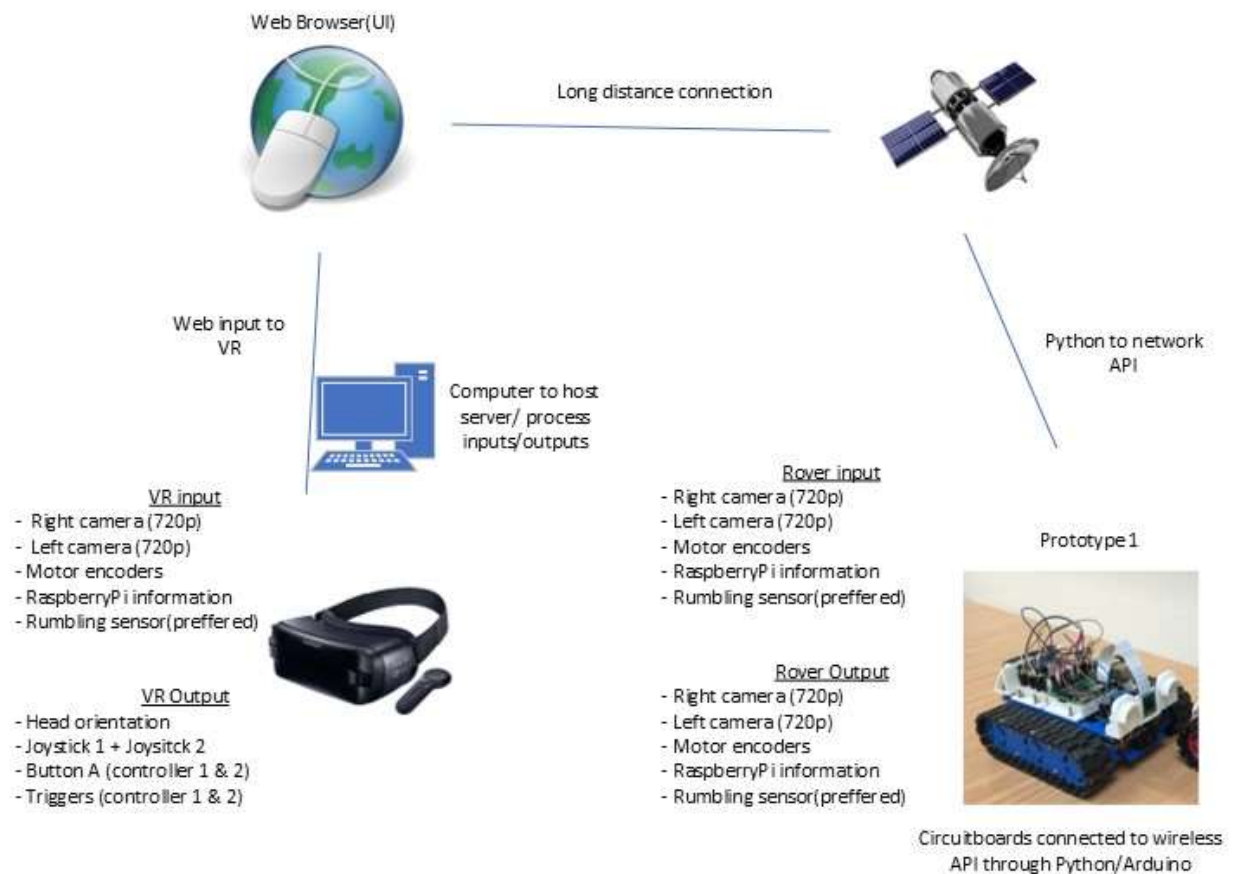 Web Browser(UI)
Long distance connection
Web input to
VR
Python to network
API
Computer to host
server/ process
inputs/outputs
VR input
- Right camera (720p)
- Left camera (720p)
- Motor encoders
- RaspberryPi information
- Rumbling sensor(preffered)
VR Output
- Head orientation
- Joystick 1 + Joysitck 2
- Button A (controller 1 & 2)
- Triggers (controller 1 & 2)
Rover input
- Right camera (720p)
- Left camera (720p)
- Motor encoders
- RaspberryPi information
- Rumbling sensor(preffered)
Rover Output
- Right camera (720p)
- Left camera (720p)
- Motor encoders
- RaspberryPi information
- Rumbling sensor(preffered)
Prototype 1
Circuitboards connected to wireless
API through Python/Arduino